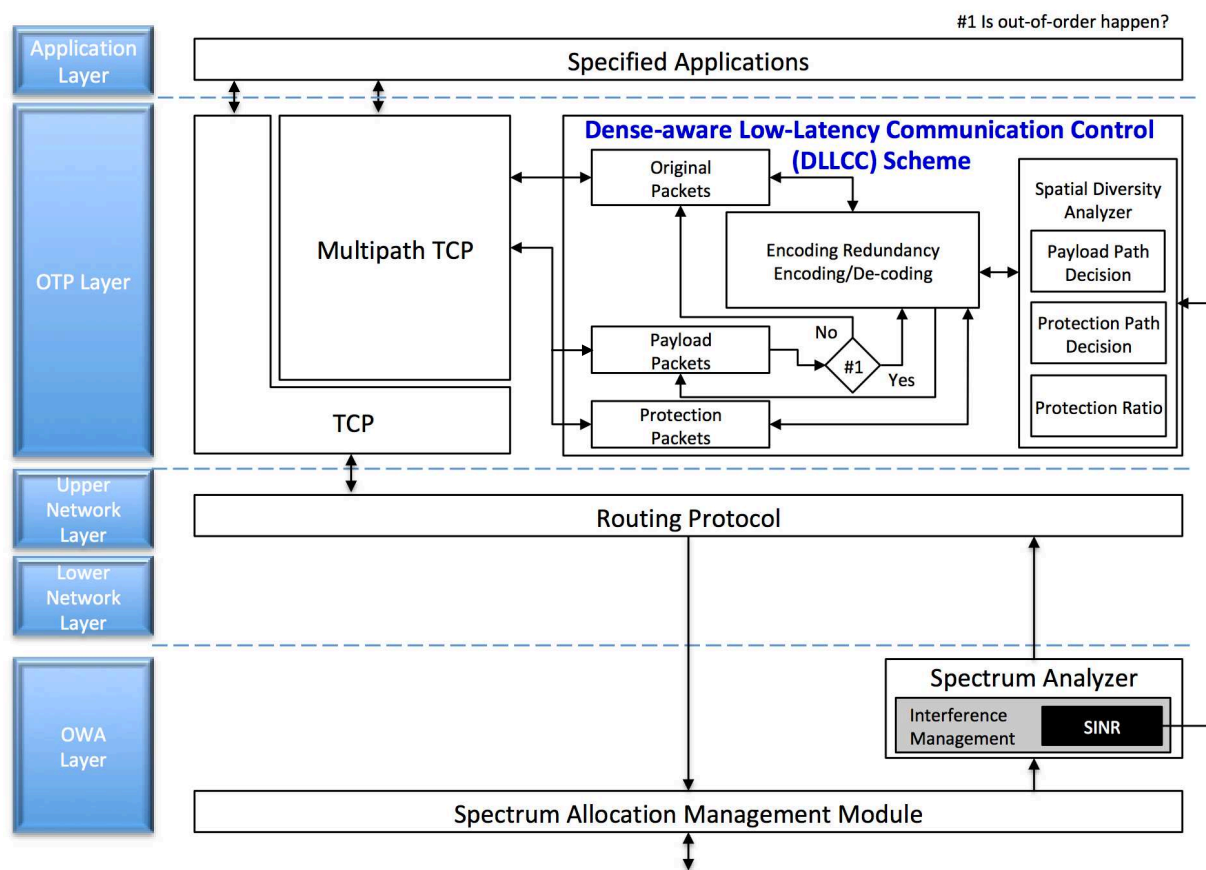 #1 Is out-of-order happen?
Application
Layer
Specified Applications
OTP Layer
Multipath TCP
TCP
Dense-aware Low-Latency Communication Control
(DLLCC) Scheme
Original
Packets
Encoding Redundancy
Encoding/De-coding
Spatial Diversity
Analyzer
Payload Path
Decision
Protection Path
Decision
Protection Ratio
No
Payload
Packets
#1
Yes
Protection
Packets
Upper
Network
Layer
Routing Protocol
Lower
Network
Layer
OWA
Layer
Spectrum Analyzer
Interference
Management
SINR
Spectrum Allocation Management Module